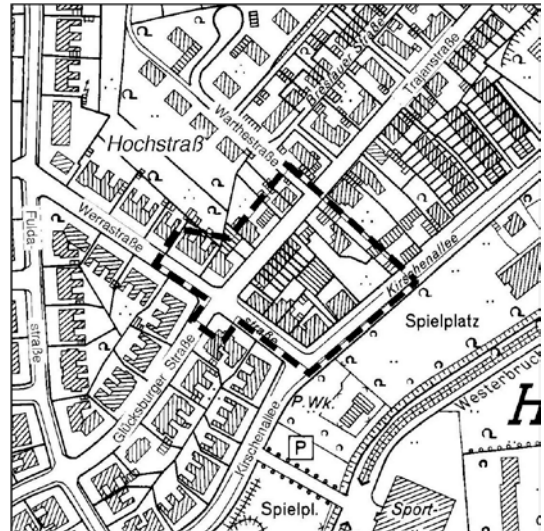 Trajanstraße
Warthestraße
Hochstraß
Werrastraße
Fulda-
straße
Kirschenallee
straße
Spielplatz
Glücksburger Straße
Westerbruch
P.Wk.
H
P
Kirschenallee
Spielpl.
Sport-